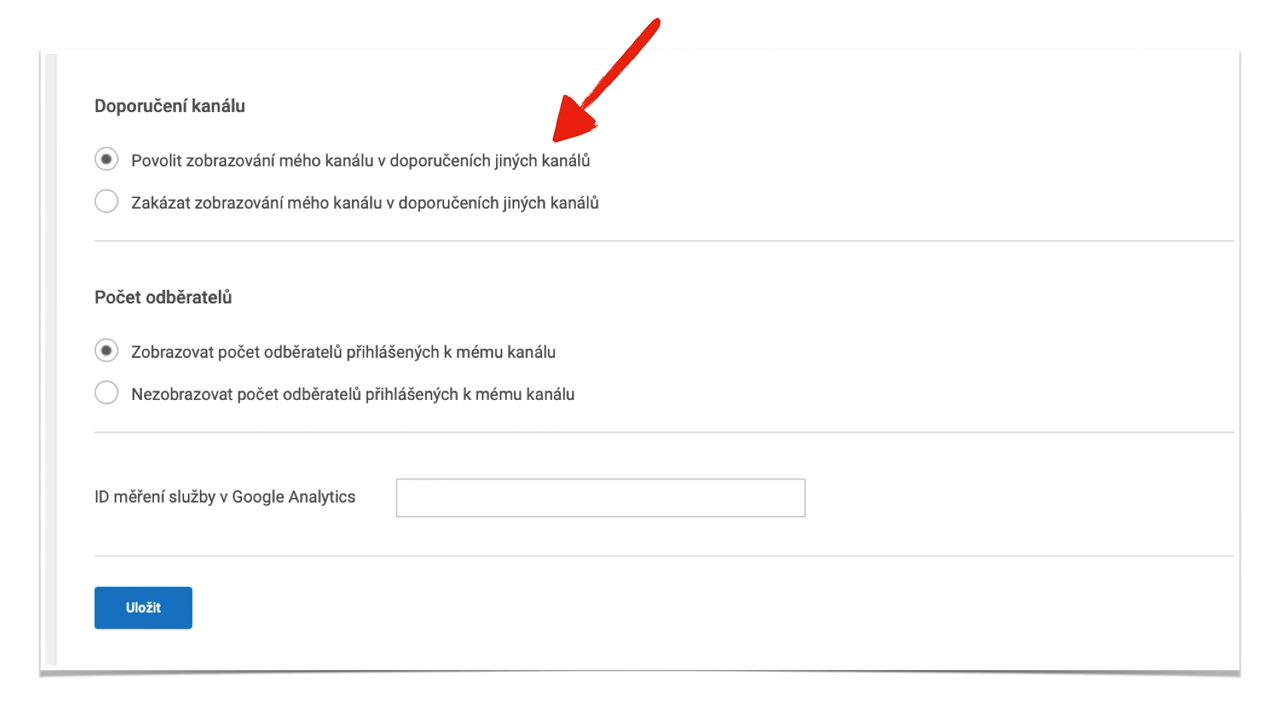 Doporučení kanálu
Povolit zobrazování mého kanálu v doporučeních jiných kanálů
Zakázat zobrazování mého kanálu v doporučeních jiných kanálů
Počet odběratelů
Zobrazovat počet odběratelů přihlášených k mému kanálu
Nezobrazovat počet odběratelů přihlášených k mému kanálu
ID měření služby v Google Analytics
Uložit